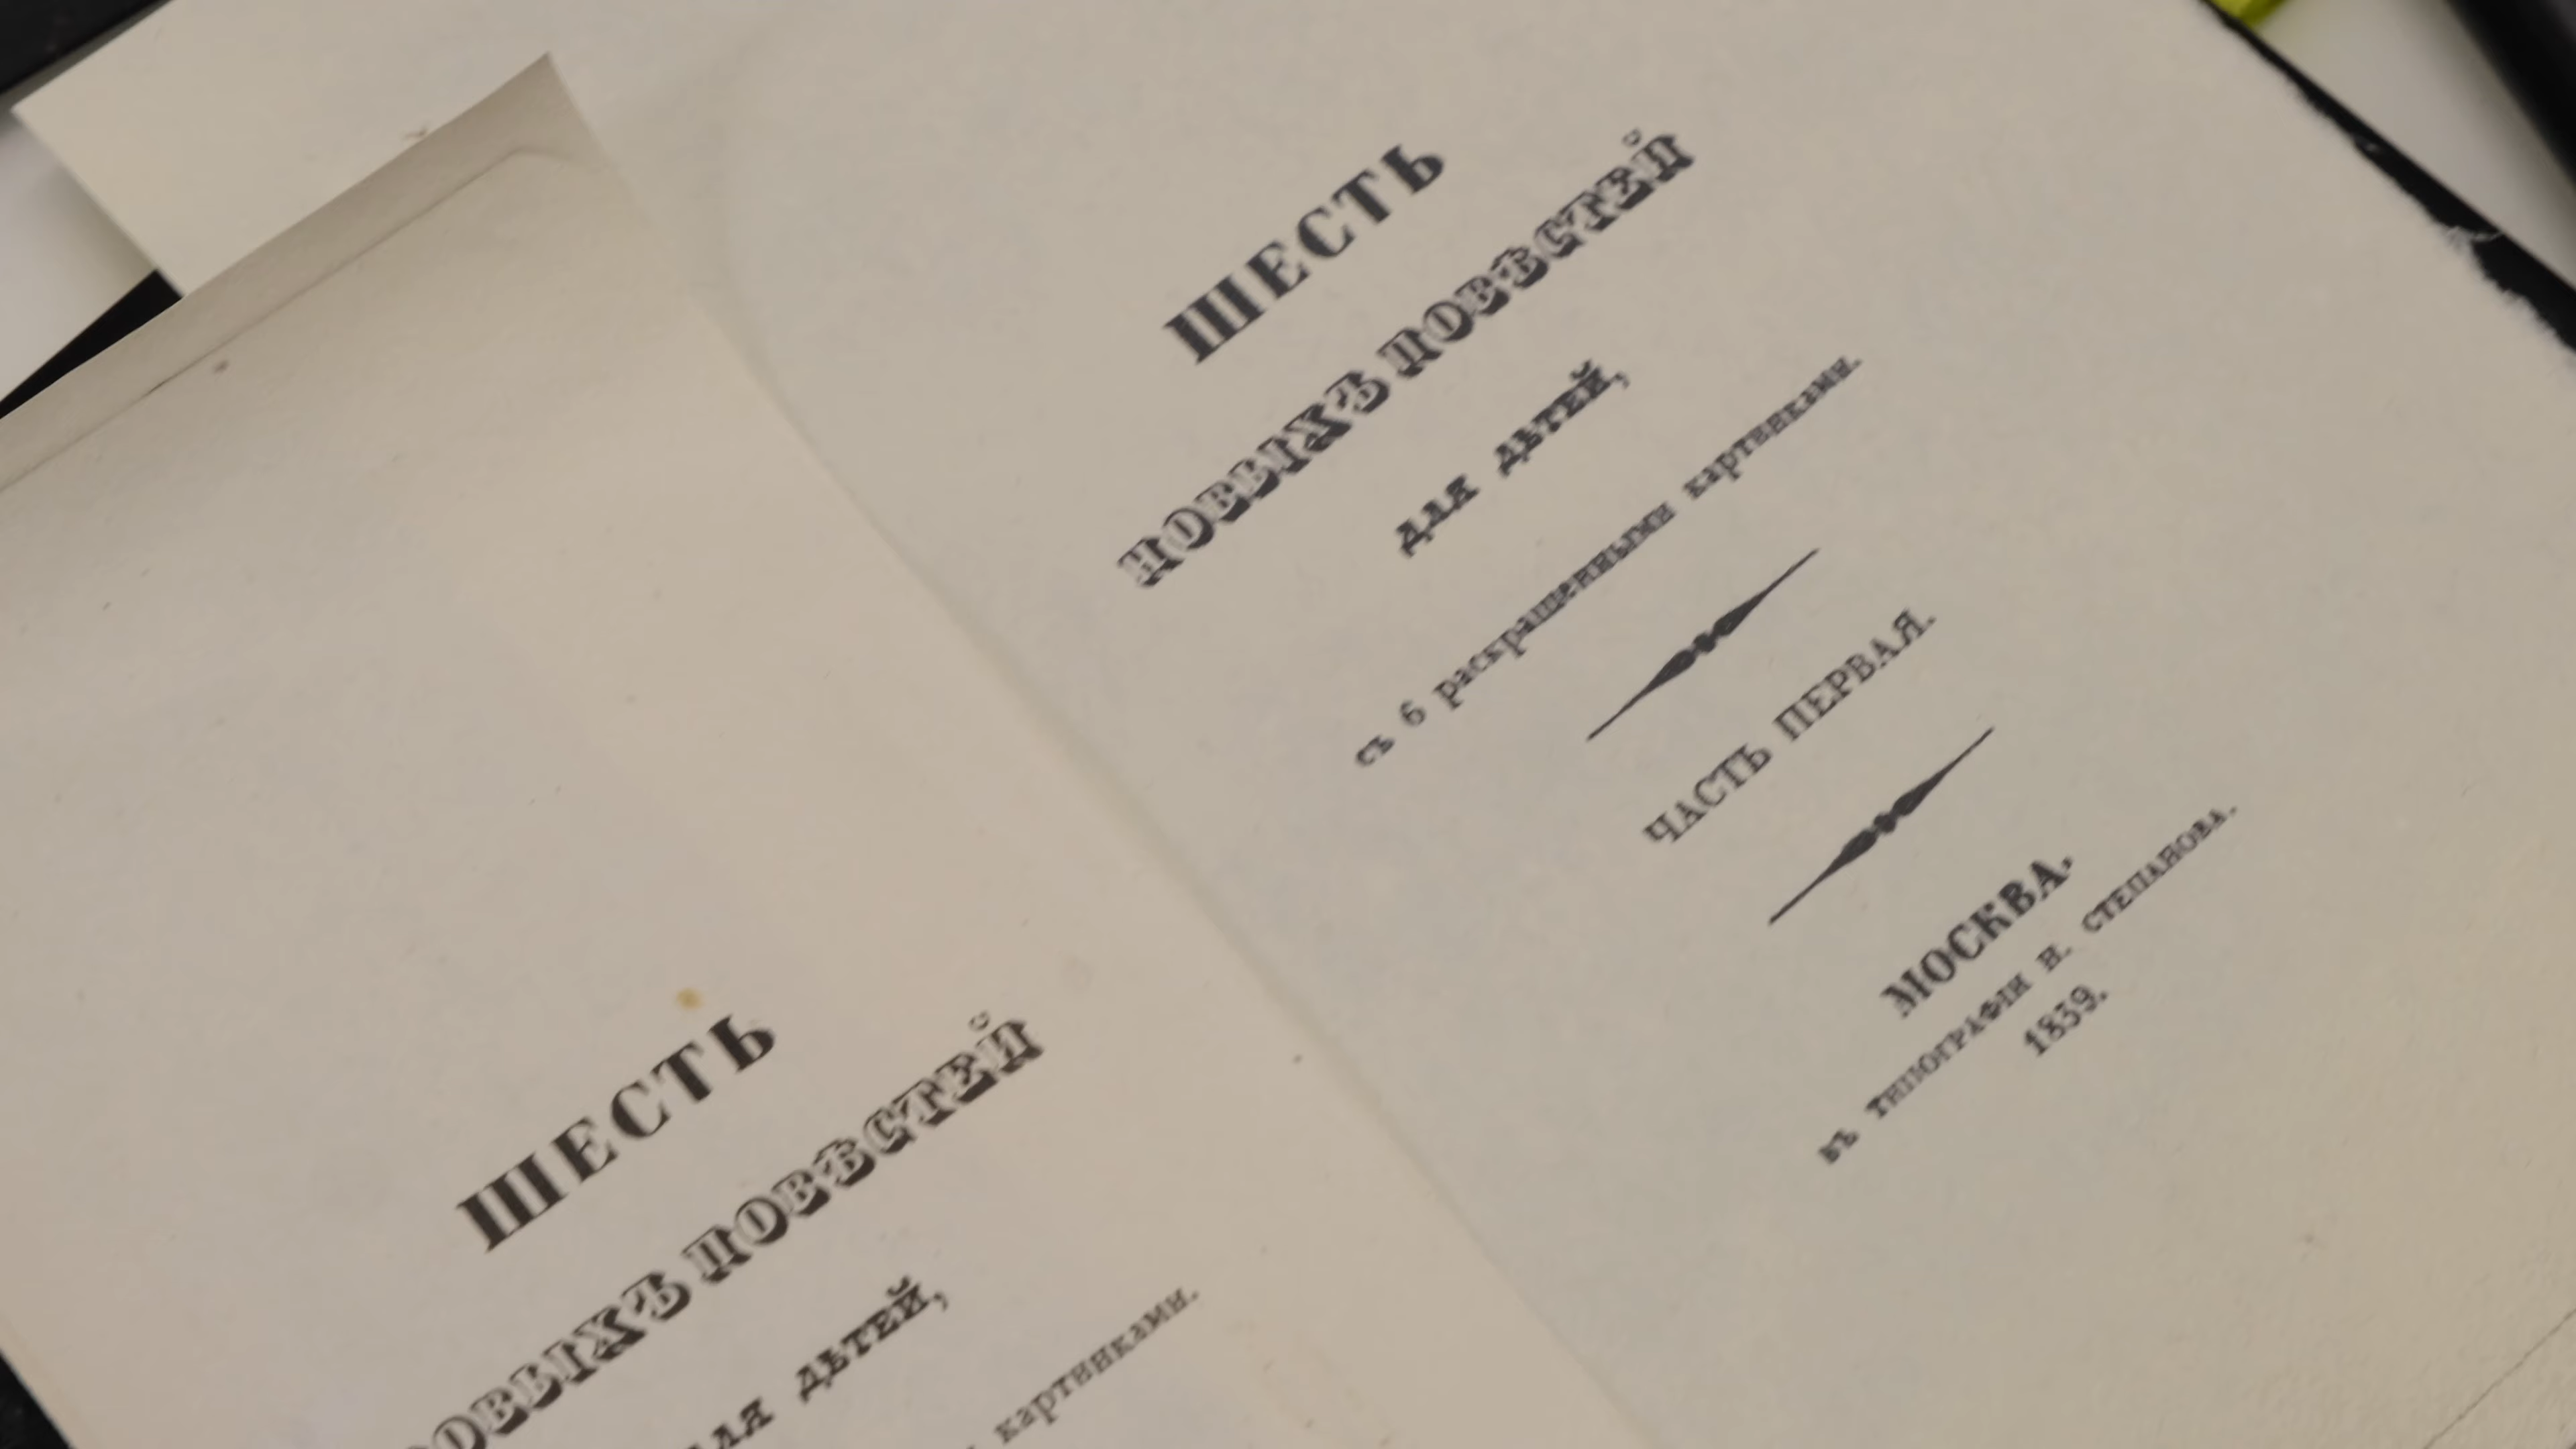 ШЕСТЬ
НОВЫХЪ ПОВѢСТЕЙ
ДЛЯ ДѢТЕЙ,
съ 6 раскрашенными картинками.
ЧАСТЬ ПЕРВАЯ.
МОСКВА.
ВЪ ТИПОГРАФІИ Н. СТЕПАНОВА.
1839.
ШЕСТЬ
ОВЫХЪ ПОВѢСТЕЙ
ДЛЯ ДѢТЕЙ,
картинками.